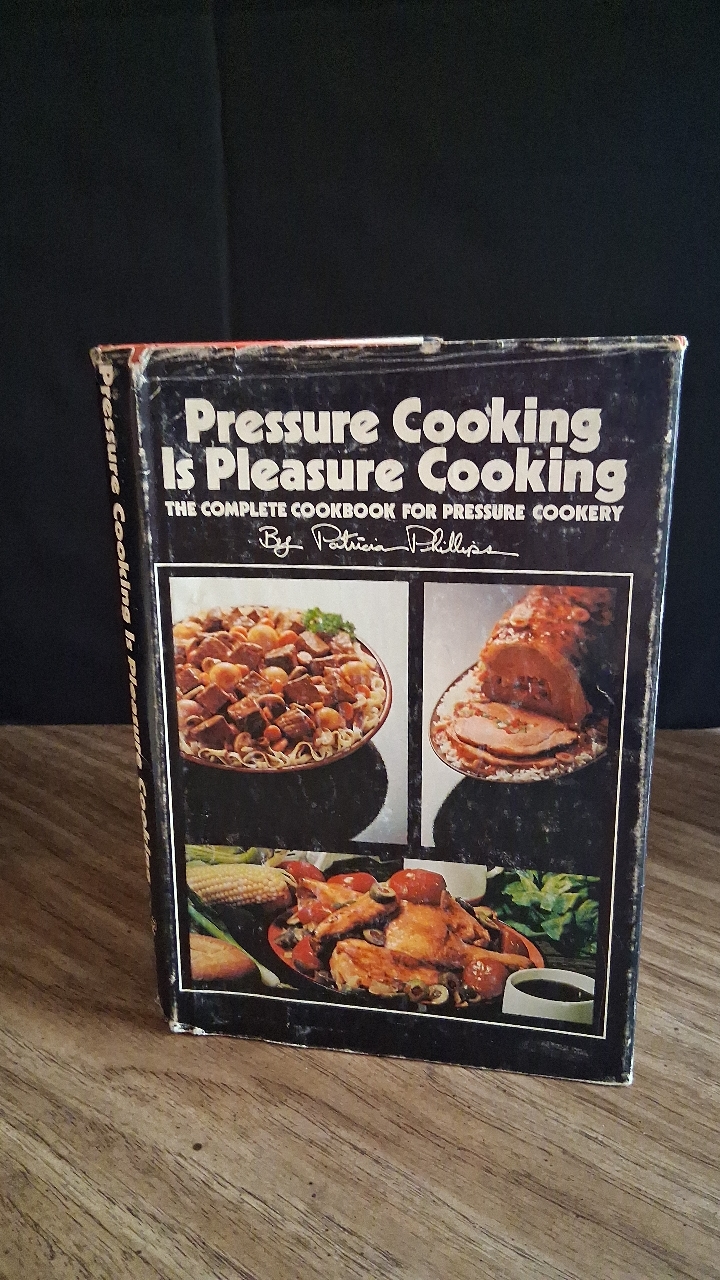 Pressure Cooking
Is Pleasure Cooking
THE COMPLETE COOKBOOK FOR PRESSURE COOKERY
By Patricia Phillips
Pressure Cooking Is Pleasure Cooking